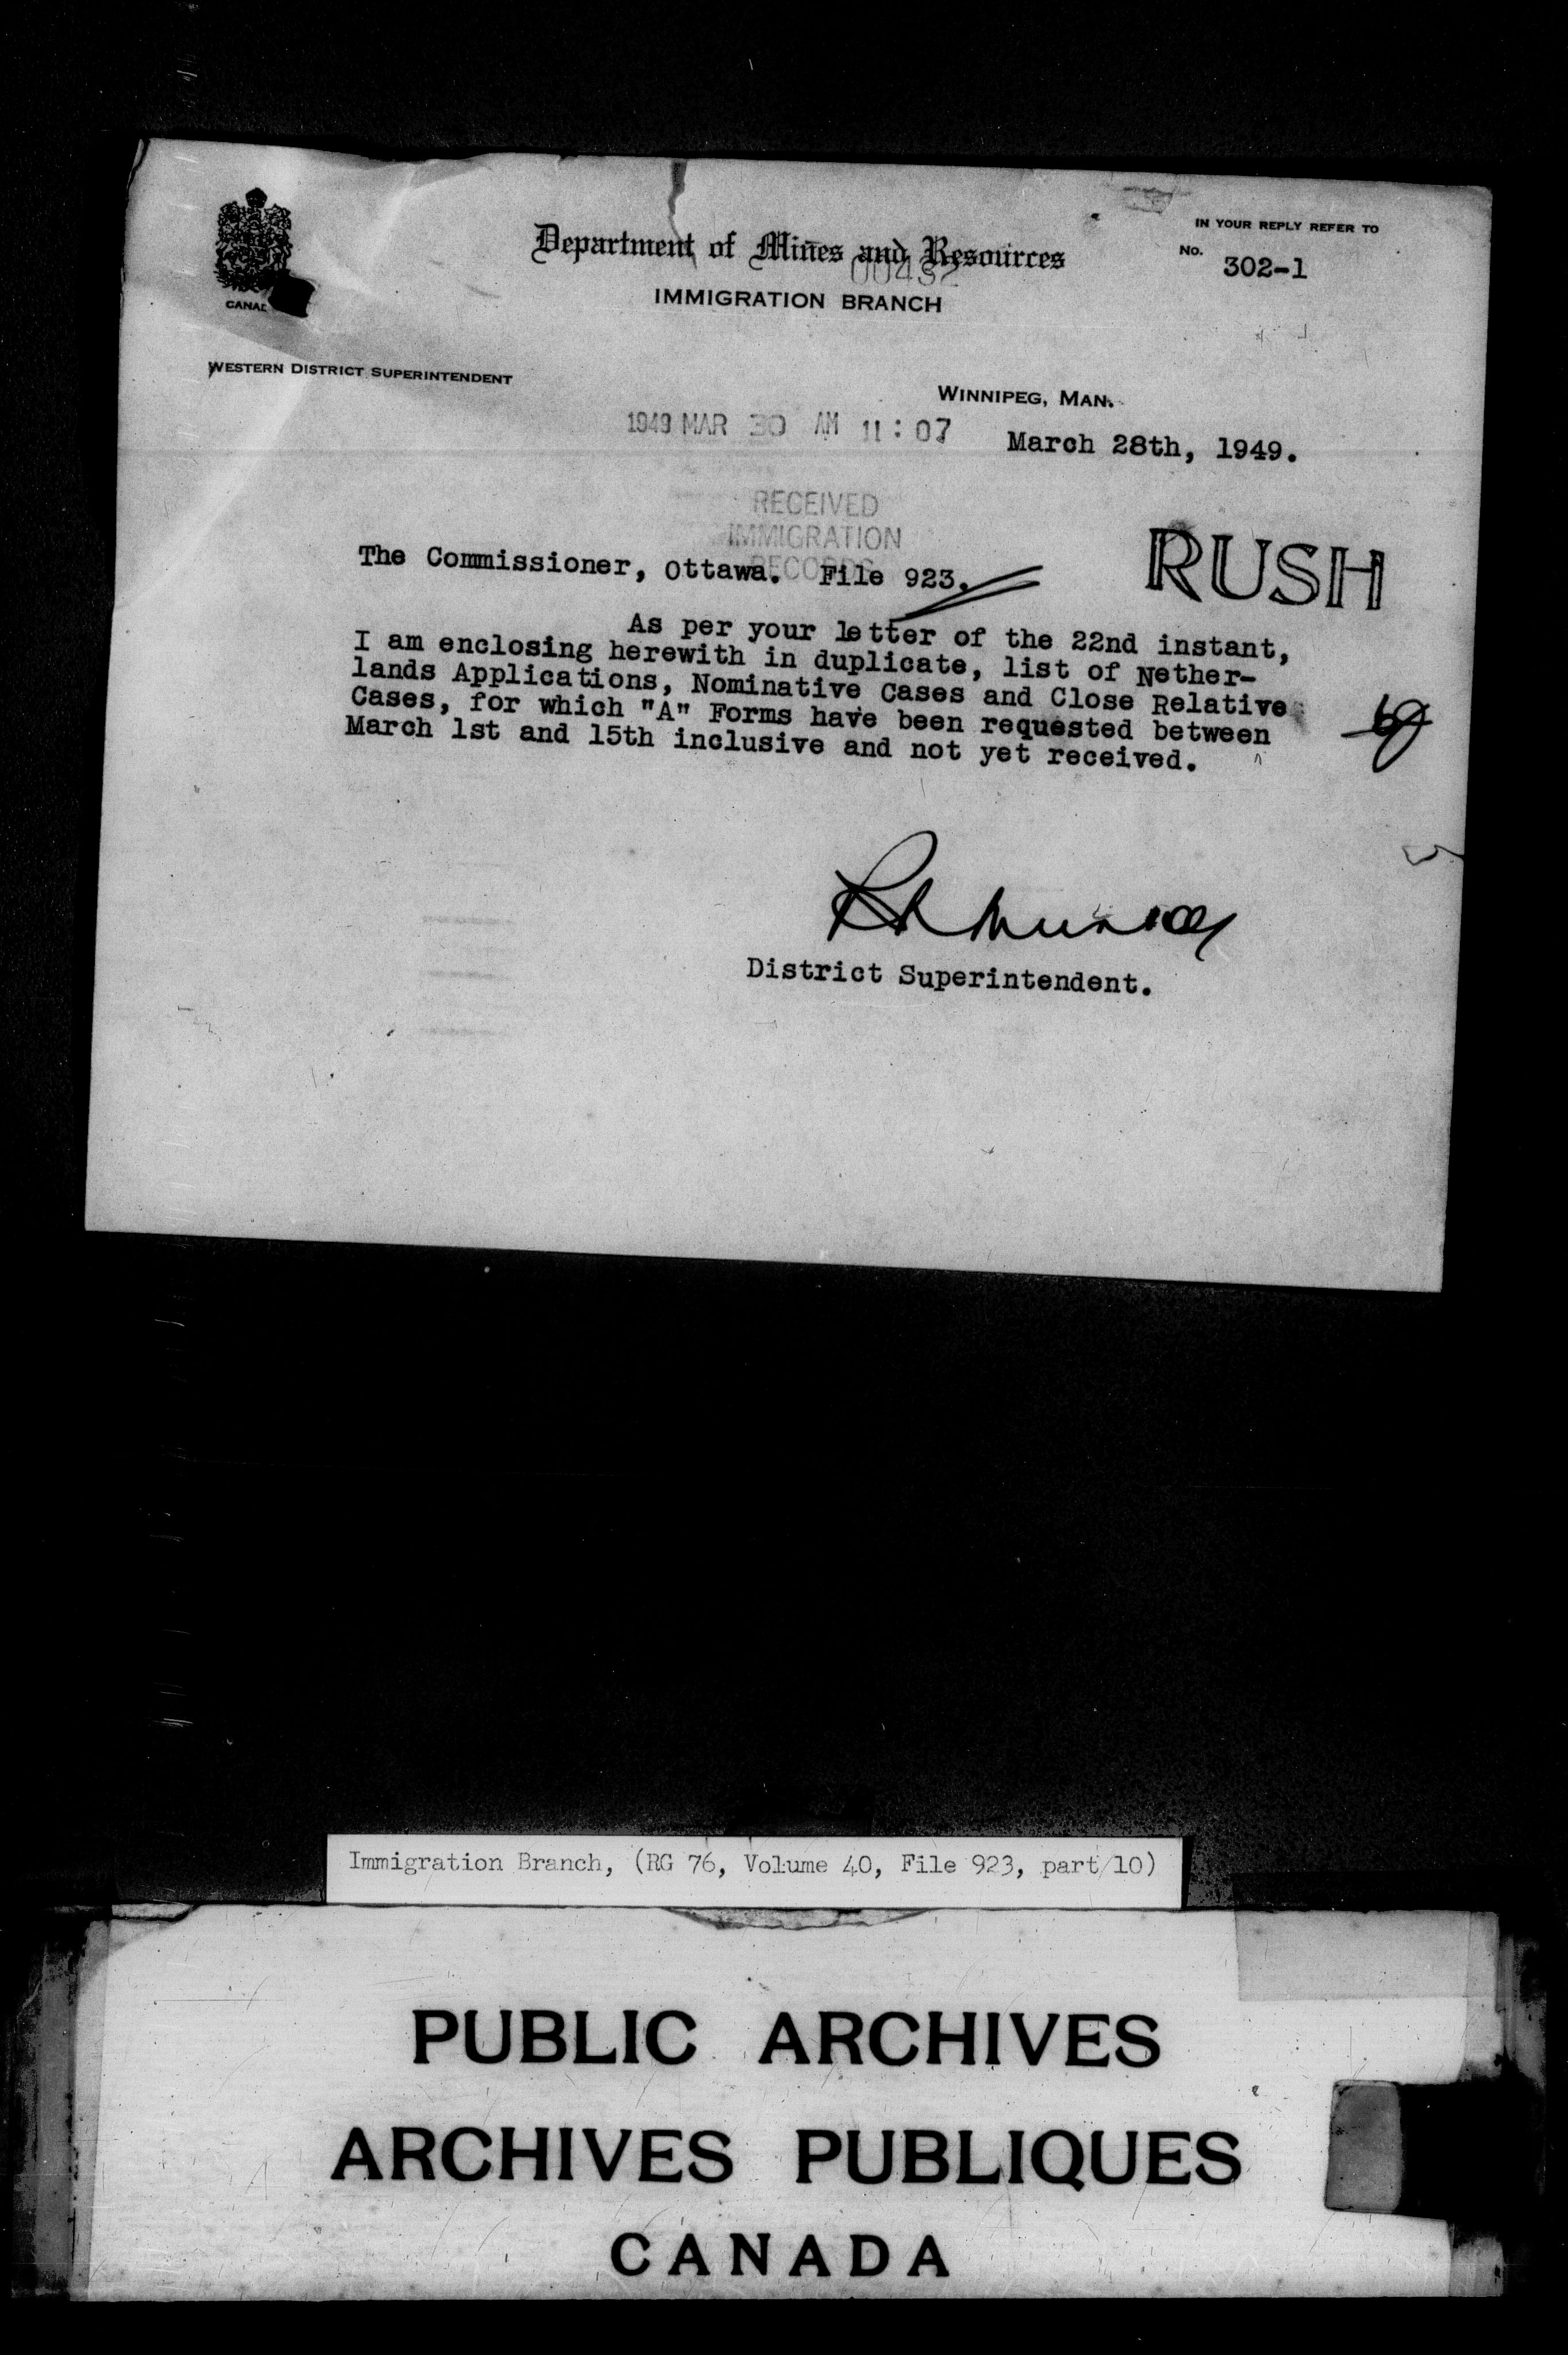 Department of Mines and Resources
IMMIGRATION BRANCH
IN YOUR REPLY REFER TO
No. 302-1
CANAD
WESTERN DISTRICT SUPERINTENDENT
WINNIPEG, MAN.
1949 MAR 30 AM 11:07
March 28th, 1949.
RECEIVED
IMMIGRATION
RECORDS
RUSH
The Commissioner, Ottawa. File 923.
As per your letter of the 22nd instant,
I am enclosing herewith in duplicate, list of Nether-
lands Applications, Nominative Cases and Close Relative
Cases, for which "A" Forms have been requested between
March 1st and 15th inclusive and not yet received.
District Superintendent.
Immigration Branch, (RG 76, Volume 40, File 923, part 10)
PUBLIC ARCHIVES
ARCHIVES PUBLIQUES
CANADA